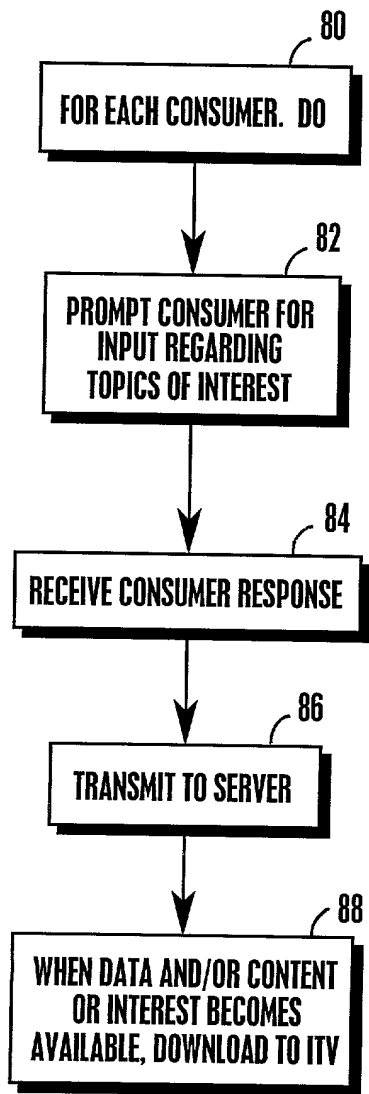 80
FOR EACH CONSUMER. DO
82
PROMPT CONSUMER FOR
INPUT REGARDING
TOPICS OF INTEREST
84
RECEIVE CONSUMER RESPONSE
86
TRANSMIT TO SERVER
88
WHEN DATA AND/OR CONTENT
OR INTEREST BECOMES
AVAILABLE, DOWNLOAD TO ITV